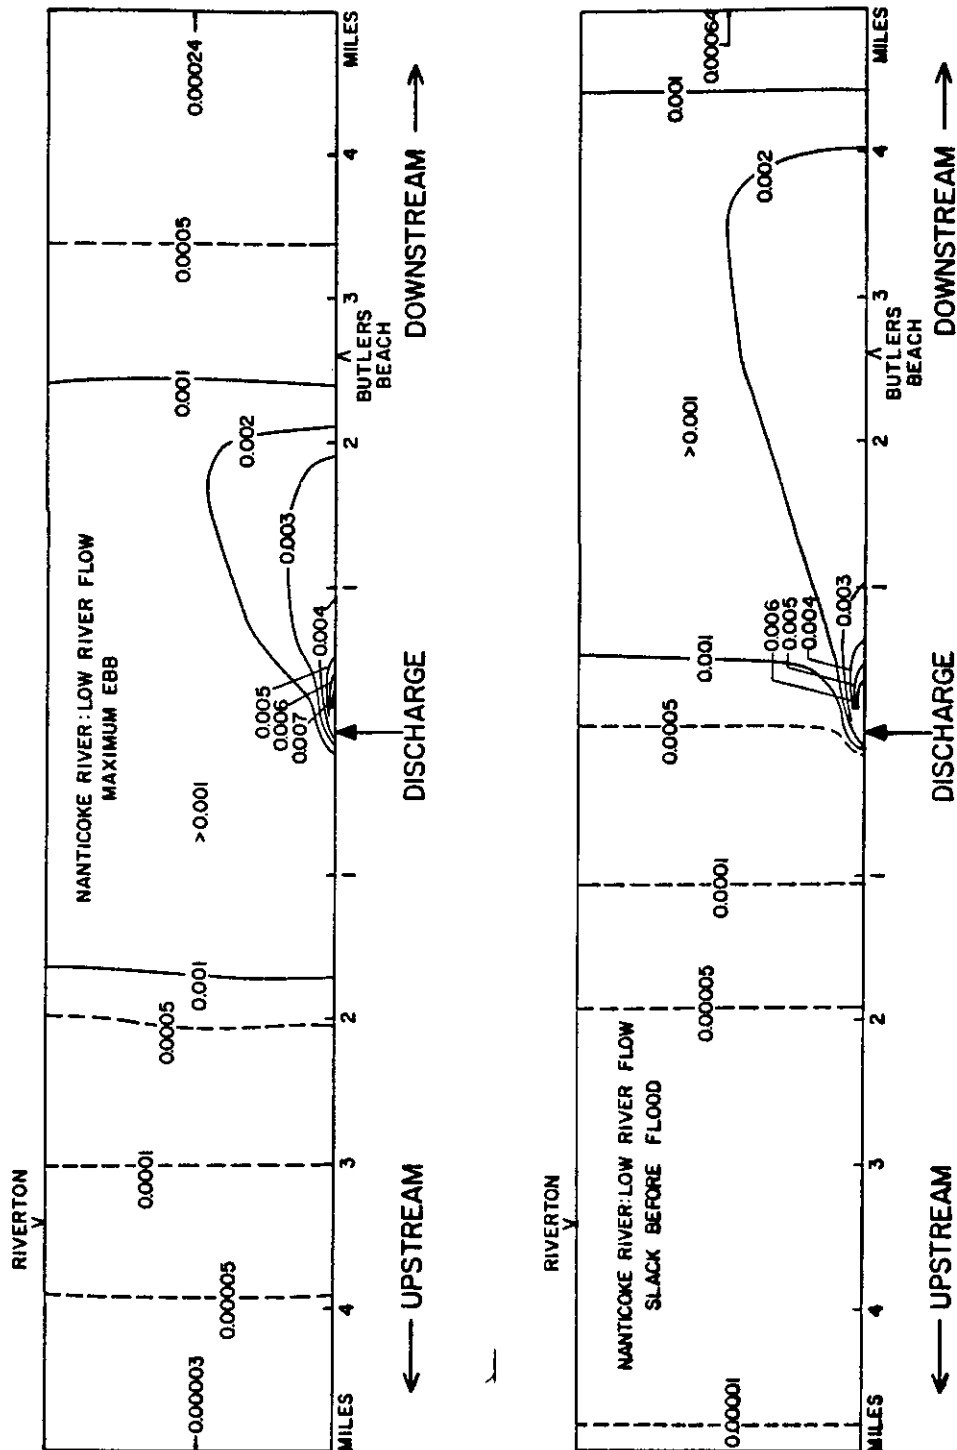 RIVERTON
V
NANTICOKE RIVER: LOW RIVER FLOW
MAXIMUM EBB
0.00003
0.00005
0.0001
0.0005
0.001
>0.001
0.007
0.006
0.005
0.004
0.003
0.002
0.001
0.0005
0.00024
MILES
4
3
2
1
1
2
3
4
MILES
BUTLERS
BEACH
UPSTREAM
DISCHARGE
DOWNSTREAM
RIVERTON
V
NANTICOKE RIVER: LOW RIVER FLOW
SLACK BEFORE FLOOD
0.00001
0.00005
0.0001
0.0005
0.001
0.006
0.005
0.004
0.003
>0.001
0.002
0.001
0.00064
4
3
2
1
1
2
3
4
MILES
BUTLERS
BEACH
UPSTREAM
DISCHARGE
DOWNSTREAM